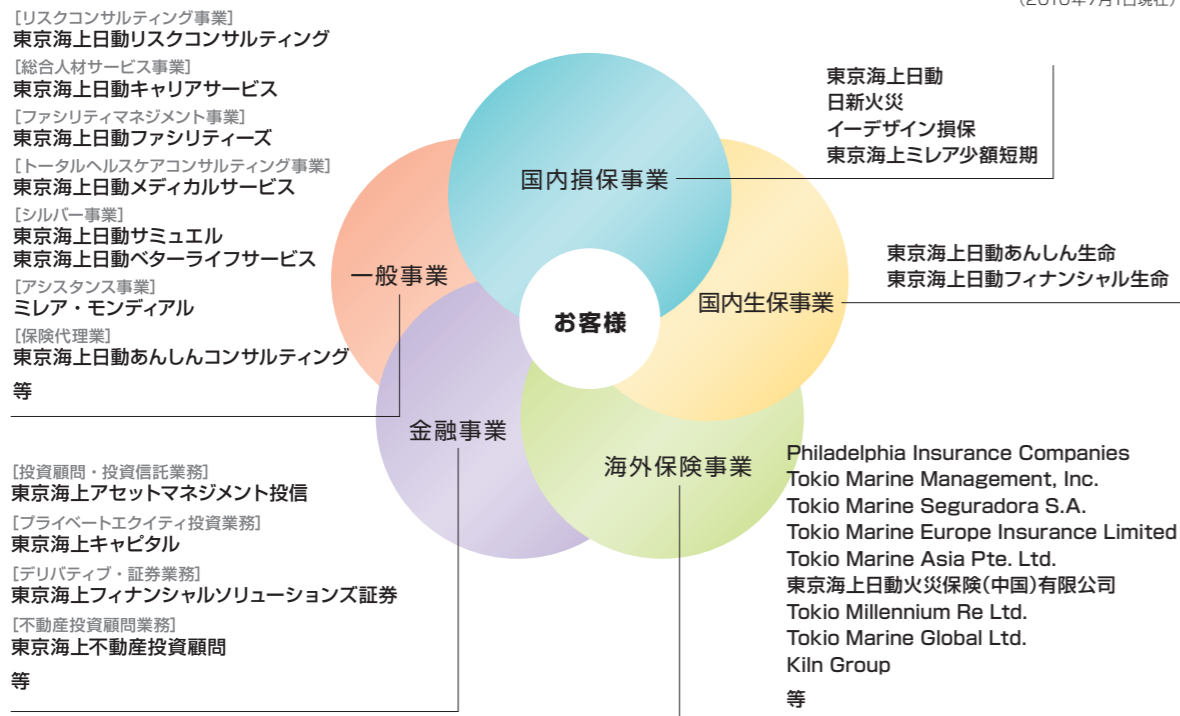 [リスクコンサルティング事業]
東京海上日動リスクコンサルティング
[総合人材サービス事業]
東京海上日動キャリアサービス
[ファシリティマネジメント事業]
東京海上日動ファシリティーズ
[トータルヘルスケアコンサルティング事業]
東京海上日動メディカルサービス
[シルバー事業]
東京海上日動サミュエル
東京海上日動ベターライフサービス
[アシスタンス事業]
ミレア・モンディアル
[保険代理業]
東京海上日動あんしんコンサルティング
等
一般事業
国内損保事業
東京海上日動
日新火災
イーデザイン損保
東京海上ミレア少額短期
国内生保事業
東京海上日動あんしん生命
東京海上日動フィナンシャル生命
お客様
金融事業
[投資顧問・投資信託業務]
東京海上アセットマネジメント投信
[プライベートエクイティ投資業務]
東京海上キャピタル
[デリバティブ・証券業務]
東京海上フィナンシャルソリューションズ証券
[不動産投資顧問業務]
東京海上不動産投資顧問
等
海外保険事業
Philadelphia Insurance Companies
Tokio Marine Management, Inc.
Tokio Marine Seguradora S.A.
Tokio Marine Europe Insurance Limited
Tokio Marine Asia Pte. Ltd.
東京海上日動火災保険(中国)有限公司
Tokio Millennium Re Ltd.
Tokio Marine Global Ltd.
Kiln Group
等